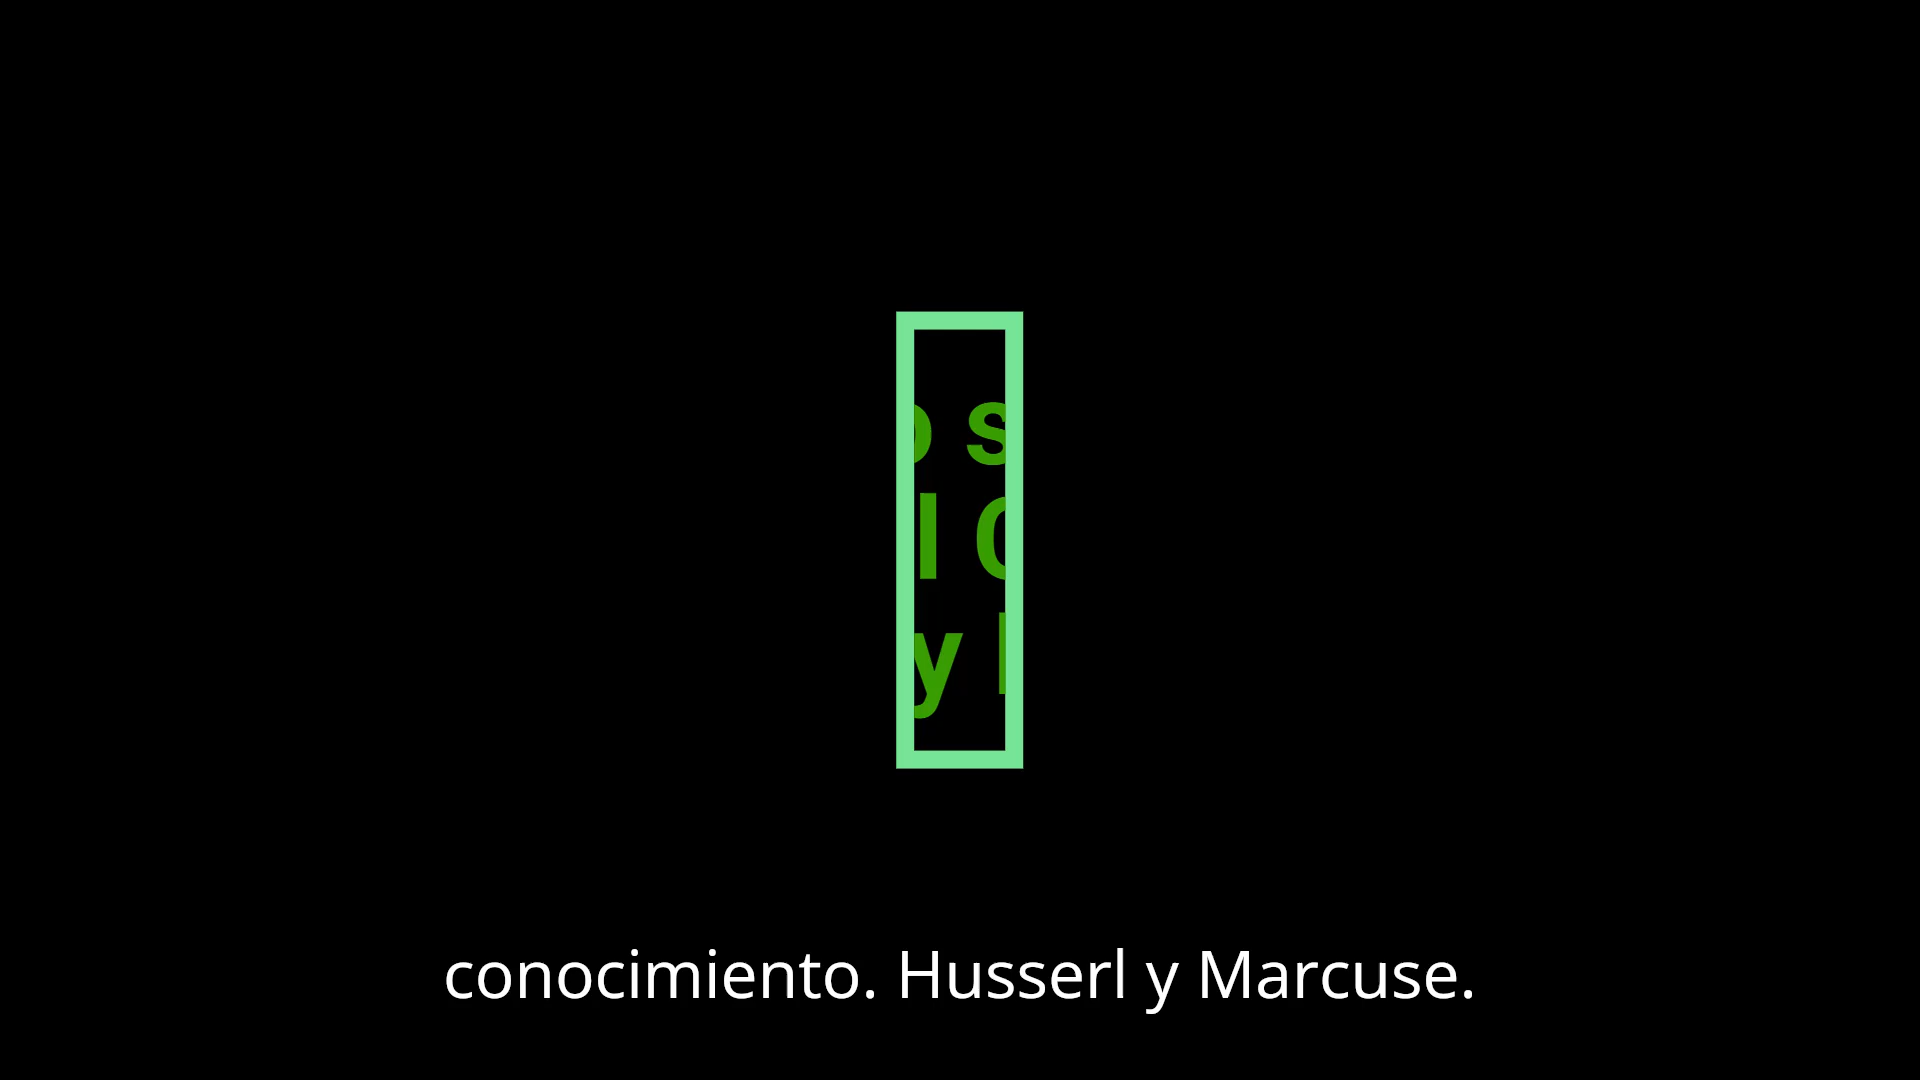 o s
l C
y
conocimiento. Husserl y Marcuse.